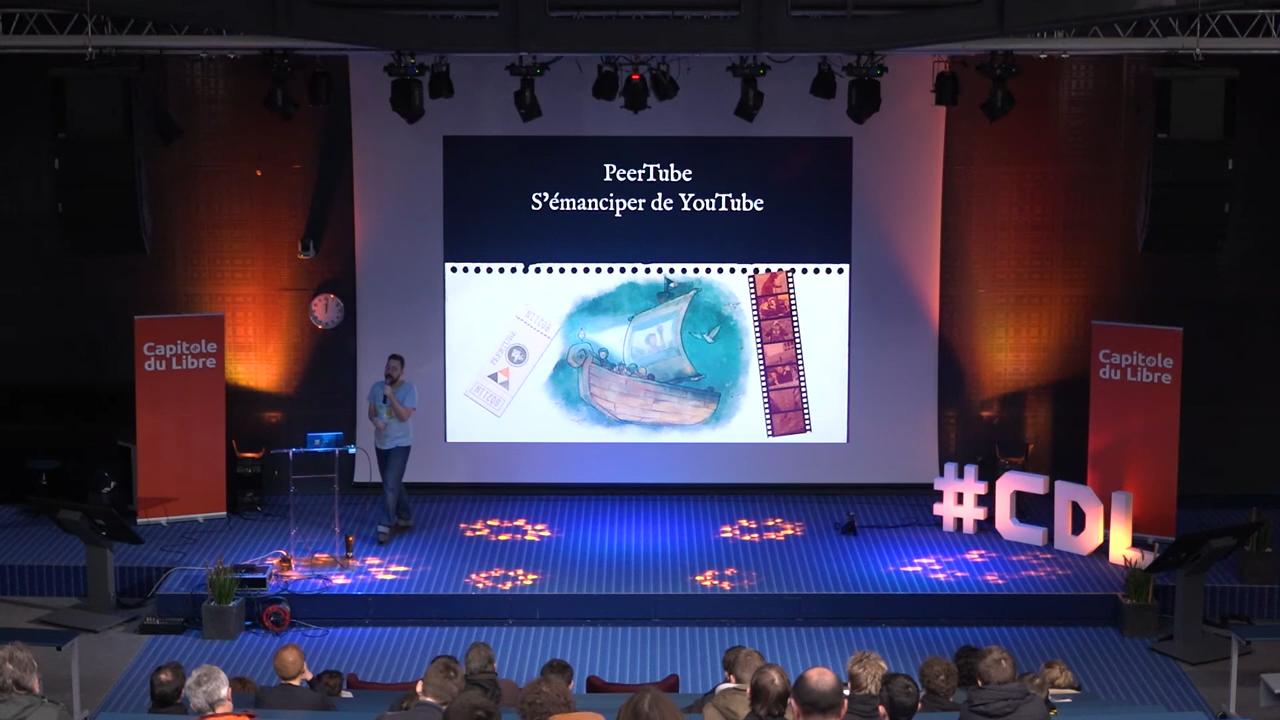 PeerTube
S'émanciper de YouTube
Capitole
du Libre
Capitole
du Libre
#CDL